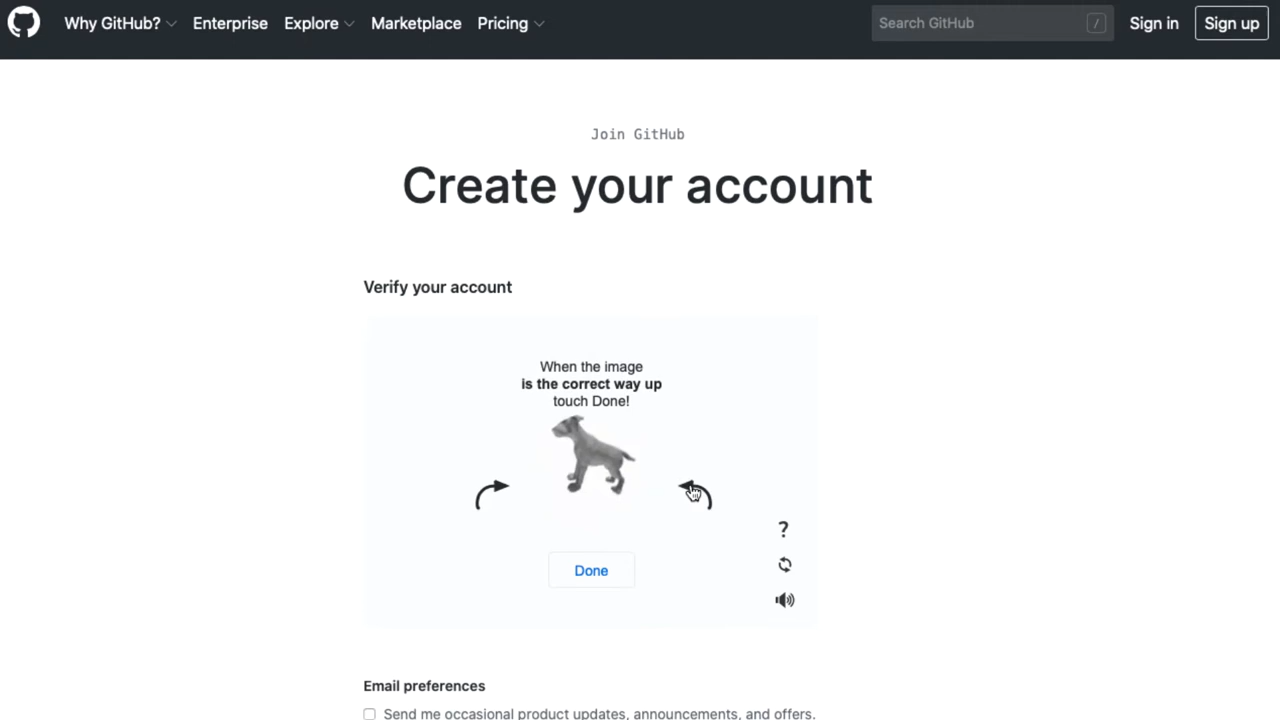 Why GitHub? Enterprise Explore Marketplace Pricing Search GitHub / Sign in Sign up
Join GitHub
Create your account
Verify your account
When the image
is the correct way up
touch Done!
?
Done
Email preferences
Send me occasional product updates, announcements, and offers.